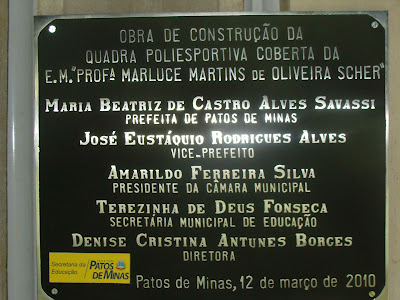 OBRA DE CONSTRUÇÃO DA
QUADRA POLIESPORTIVA COBERTA DA
E.M."PROFª MARLUCE MARTINS DE OLIVEIRA SCHER"
MARIA BEATRIZ DE CASTRO ALVES SAVASSI
PREFEITA DE PATOS DE MINAS
JOSÉ EUSTÁQUIO RODRIGUES ALVES
VICE-PREFEITO
AMARILDO FERREIRA SILVA
PRESIDENTE DA CÂMARA MUNICIPAL
TEREZINHA DE DEUS FONSECA
SECRETÁRIA MUNICIPAL DE EDUCAÇÃO
DENISE CRISTINA ANTUNES BORGES
DIRETORA
Secretaria da
Educação.
PATOS
DE MINAS
Patos de Minas, 12 de março de 2010